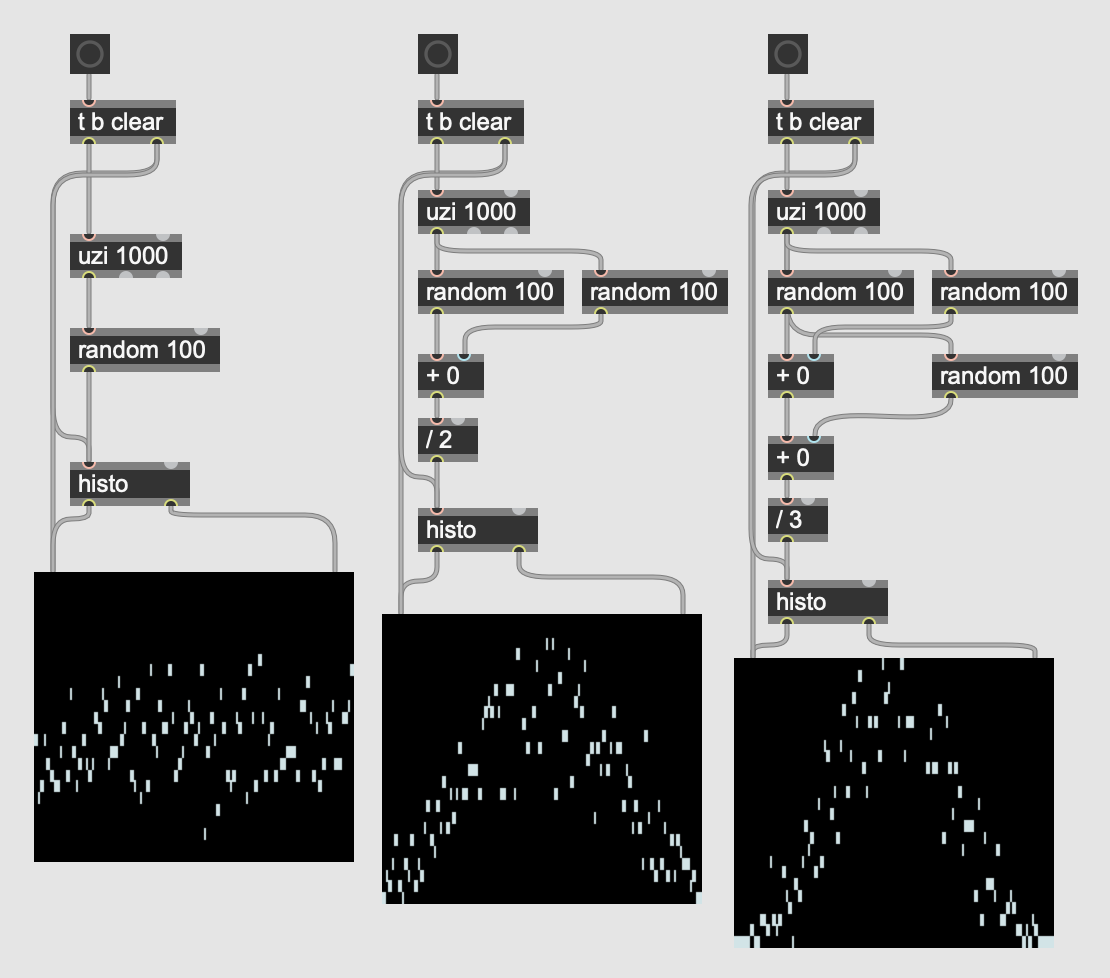 t b clear
uzi 1000
random 100
histo
t b clear
uzi 1000
random 100
random 100
+ 0
/ 2
histo
t b clear
uzi 1000
random 100
random 100
+ 0
random 100
+ 0
/ 3
histo